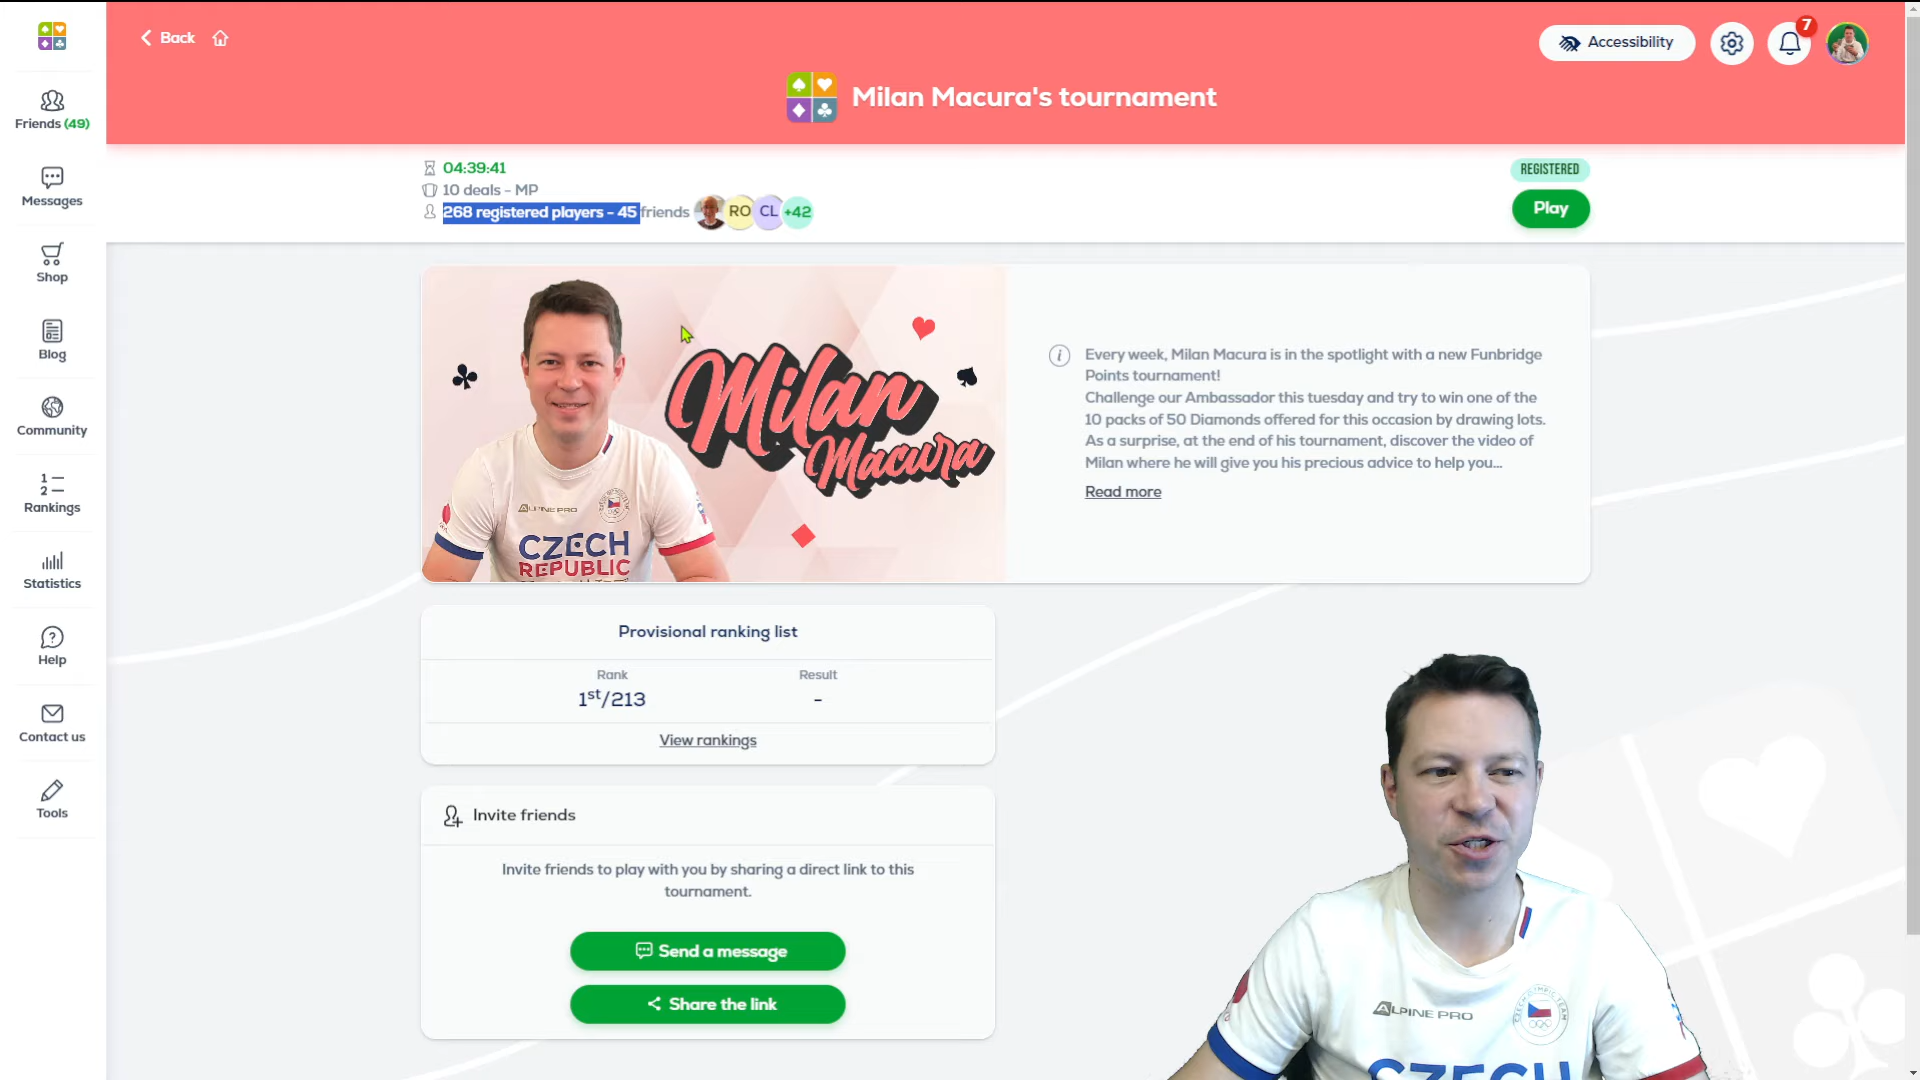 Back
Accessibility
7
Milan Macura's tournament
Friends (49)
Messages
Shop
Blog
Community
1
2
Rankings
Statistics
Help
Contact us
Tools
04:39:41
10 deals - MP
268 registered players - 45 friends
RO
CL
+42
REGISTERED
Play
Milan
Macura
ALPINE PRO
CZECH
REPUBLIC
Every week, Milan Macura is in the spotlight with a new Funbridge
Points tournament!
Challenge our Ambassador this tuesday and try to win one of the
10 packs of 50 Diamonds offered for this occasion by drawing lots.
As a surprise, at the end of his tournament, discover the video of
Milan where he will give you his precious advice to help you...
Read more
Provisional ranking list
Rank
Result
1st/213
-
View rankings
Invite friends
Invite friends to play with you by sharing a direct link to this
tournament.
Send a message
Share the link
ALPINE PRO
CZECH OLYMPIC TEAM
CZECH